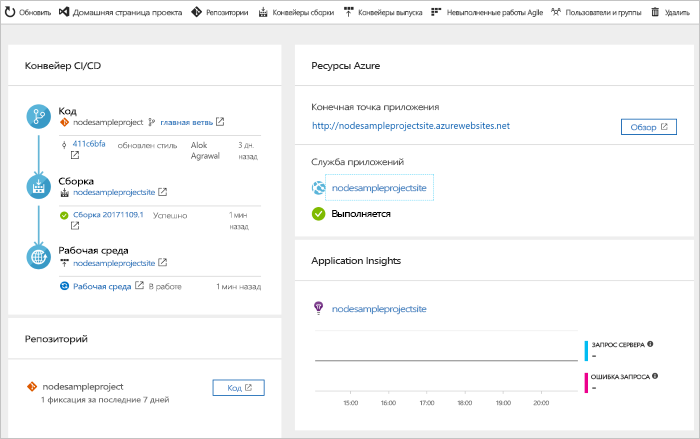 Обновить Домашняя страница проекта Репозитории Конвейеры сборки Конвейеры выпуска Невыполненные работы Agile Пользователи и группы Удалить
Конвейер CI/CD
Код
nodesampleproject главная ветвь
411c6bfa обновлен стиль Alok Agrawal 3 дн. назад
Сборка
nodesampleprojectsite
Сборка 20171109.1 Успешно 1 мин назад
Рабочая среда
nodesampleprojectsite
Рабочая среда В работе 1 мин назад
Репозиторий
nodesampleproject Код
1 фиксация за последние 7 дней
Ресурсы Azure
Конечная точка приложения
http://nodesampleprojectsite.azurewebsites.net Обзор
Служба приложений
nodesampleprojectsite
Выполняется
Application Insights
nodesampleprojectsite
ЗАПРОС СЕРВЕРА
--
ОШИБКА ЗАПРОСА
--
15:00 16:00 17:00 18:00 19:00 20:00